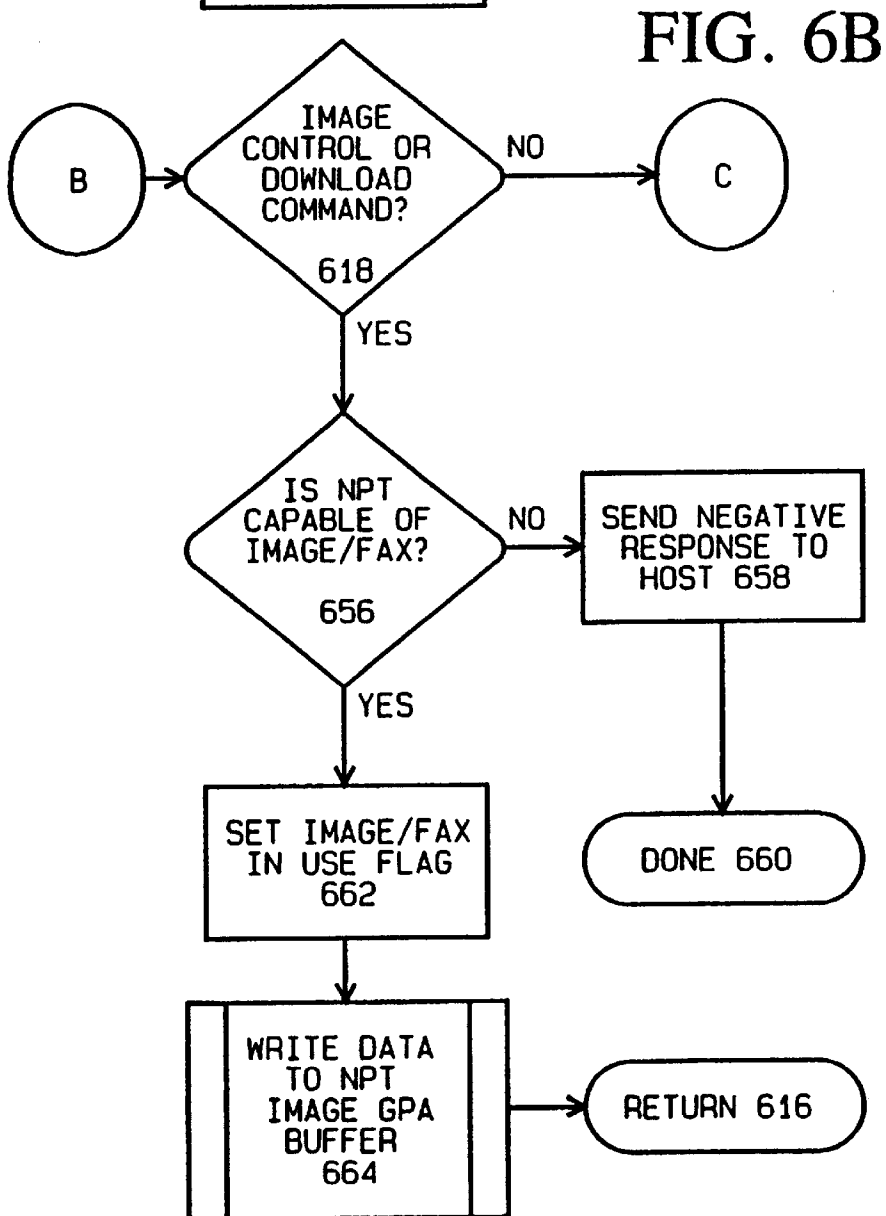 FIG. 6B
B
IMAGE
CONTROL OR
DOWNLOAD
COMMAND?
618
NO
C
YES
IS NPT
CAPABLE OF
IMAGE/FAX?
656
NO
SEND NEGATIVE
RESPONSE TO
HOST 658
YES
SET IMAGE/FAX
IN USE FLAG
662
DONE 660
WRITE DATA
TO NPT
IMAGE GPA
BUFFER
664
RETURN 616